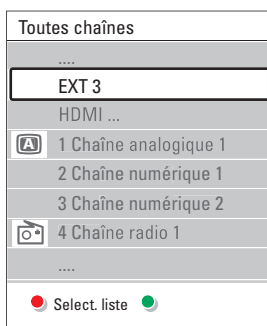 Toutes chaînes
....
EXT 3
HDMI ...
A 1 Chaîne analogique 1
2 Chaîne numérique 1
3 Chaîne numérique 2
4 Chaîne radio 1
....
Select. liste